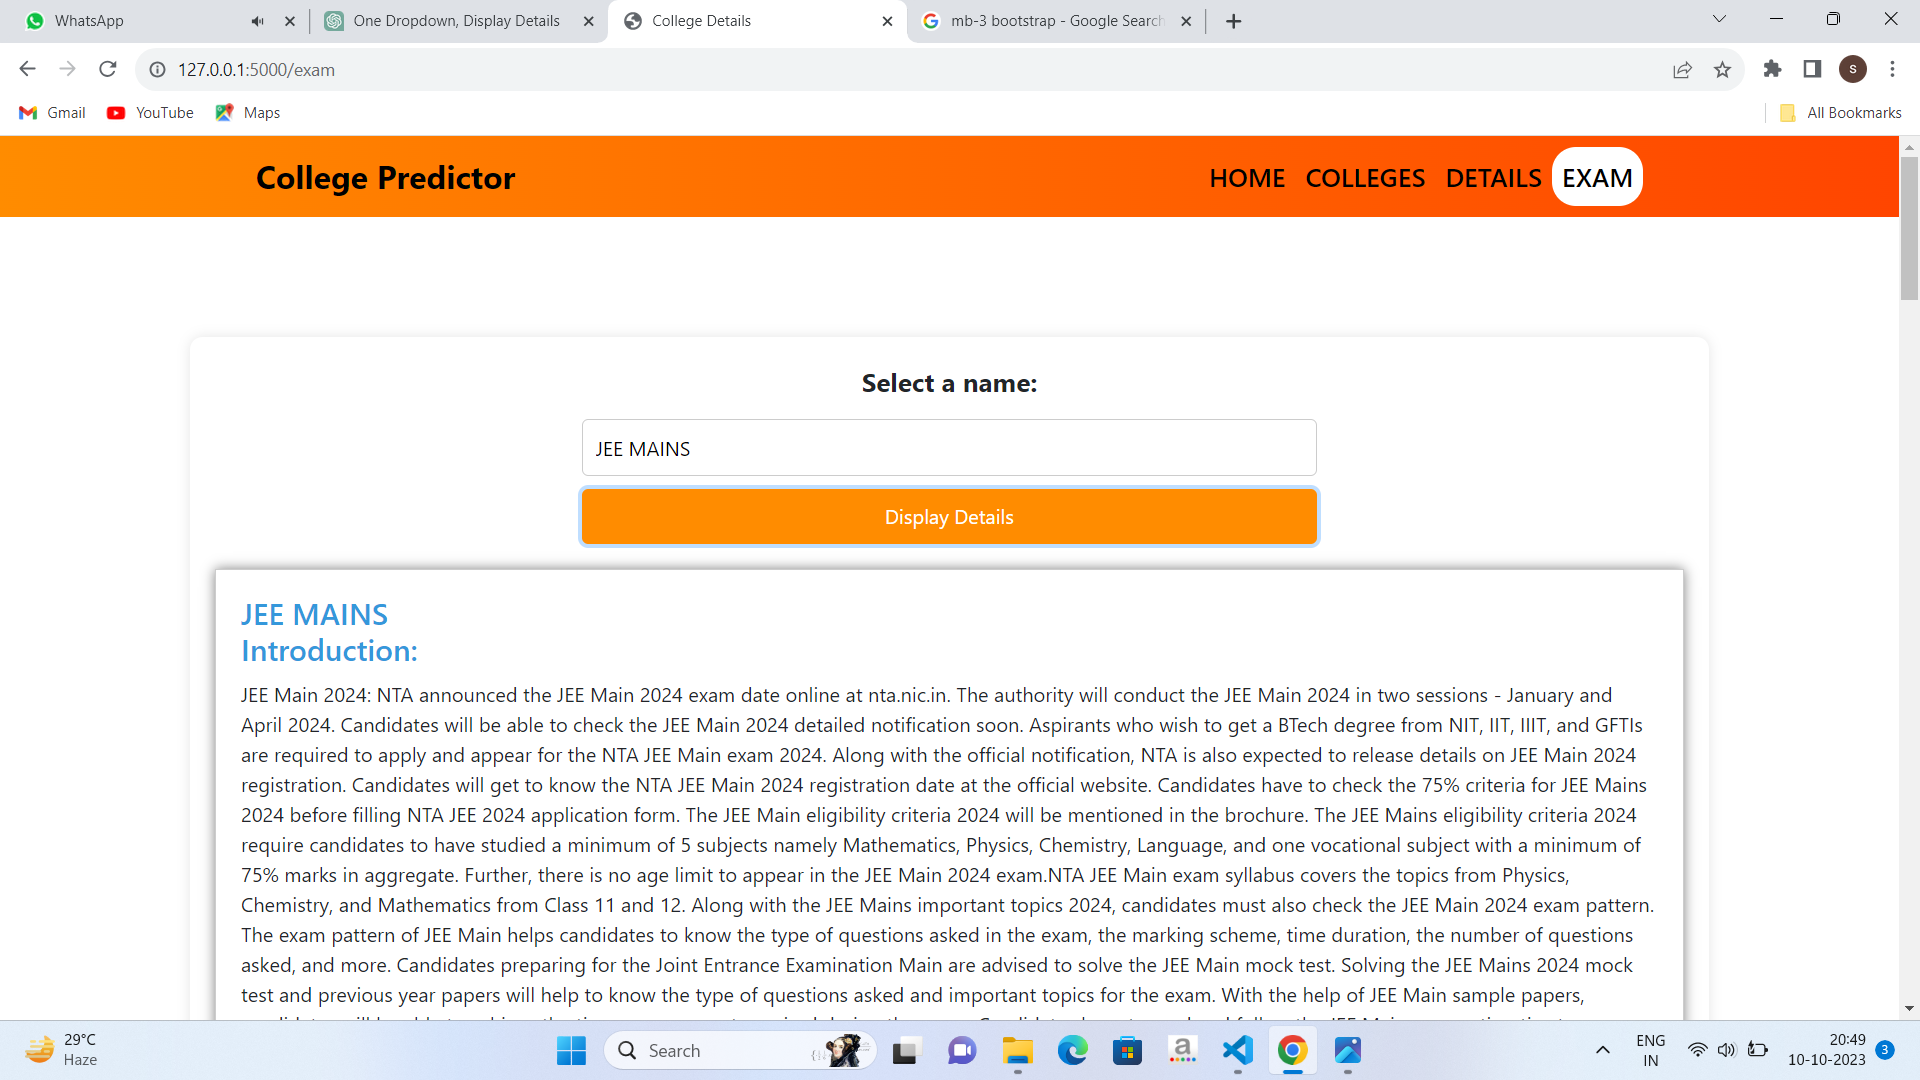 WhatsApp
One Dropdown, Display Details
College Details
mb-3 bootstrap - Google Search
127.0.0.1:5000/exam
S
Gmail
YouTube
Maps
All Bookmarks
College Predictor
HOME
COLLEGES
DETAILS
EXAM
Select a name:
JEE MAINS
Display Details
JEE MAINS
Introduction:
JEE Main 2024: NTA announced the JEE Main 2024 exam date online at nta.nic.in. The authority will conduct the JEE Main 2024 in two sessions - January and
April 2024. Candidates will be able to check the JEE Main 2024 detailed notification soon. Aspirants who wish to get a BTech degree from NIT, IIT, IIIT, and GFTIs
are required to apply and appear for the NTA JEE Main exam 2024. Along with the official notification, NTA is also expected to release details on JEE Main 2024
registration. Candidates will get to know the NTA JEE Main 2024 registration date at the official website. Candidates have to check the 75% criteria for JEE Mains
2024 before filling NTA JEE 2024 application form. The JEE Main eligibility criteria 2024 will be mentioned in the brochure. The JEE Mains eligibility criteria 2024
require candidates to have studied a minimum of 5 subjects namely Mathematics, Physics, Chemistry, Language, and one vocational subject with a minimum of
75% marks in aggregate. Further, there is no age limit to appear in the JEE Main 2024 exam.NTA JEE Main exam syllabus covers the topics from Physics,
Chemistry, and Mathematics from Class 11 and 12. Along with the JEE Mains important topics 2024, candidates must also check the JEE Main 2024 exam pattern.
The exam pattern of JEE Main helps candidates to know the type of questions asked in the exam, the marking scheme, time duration, the number of questions
asked, and more. Candidates preparing for the Joint Entrance Examination Main are advised to solve the JEE Main mock test. Solving the JEE Mains 2024 mock
test and previous year papers will help to know the type of questions asked and important topics for the exam. With the help of JEE Main sample papers,
29°C
Haze
Search
a
ENG
IN
20:49
10-10-2023
3